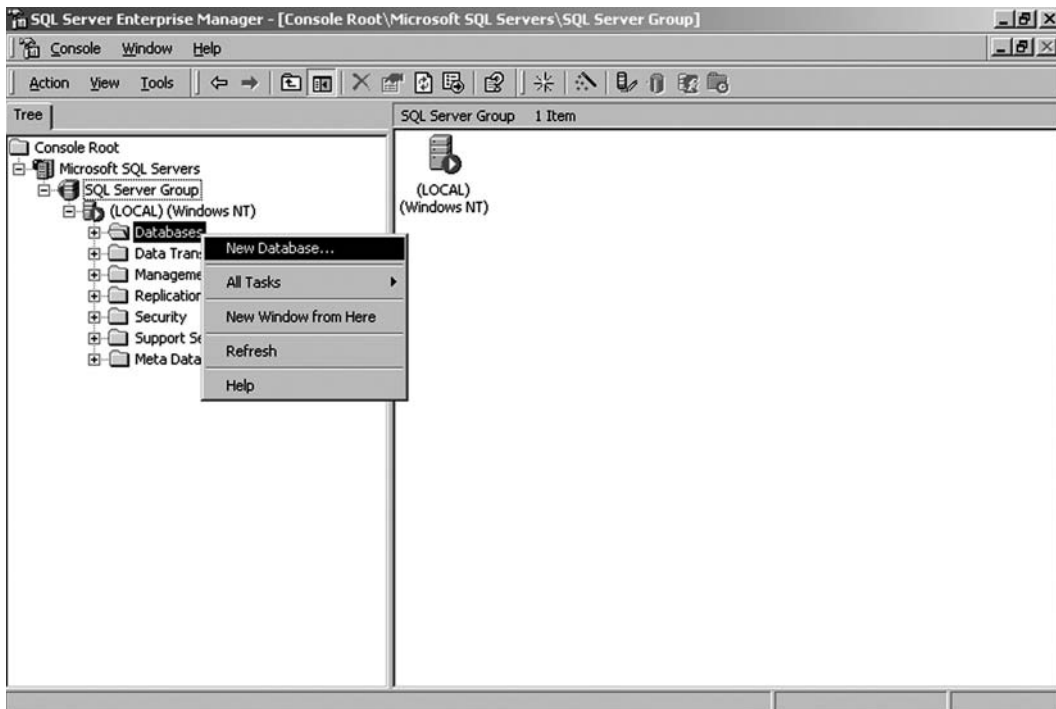 SQL Server Enterprise Manager - [Console Root\Microsoft SQL Servers\SQL Server Group]
Console Window Help
Action View Tools
Tree
SQL Server Group 1 Item
Console Root
Microsoft SQL Servers
SQL Server Group
(LOCAL) (Windows NT)
Databases
Data Tran
Manageme
Replication
Security
Support Se
Meta Data
New Database...
All Tasks
New Window from Here
Refresh
Help
(LOCAL)
(Windows NT)